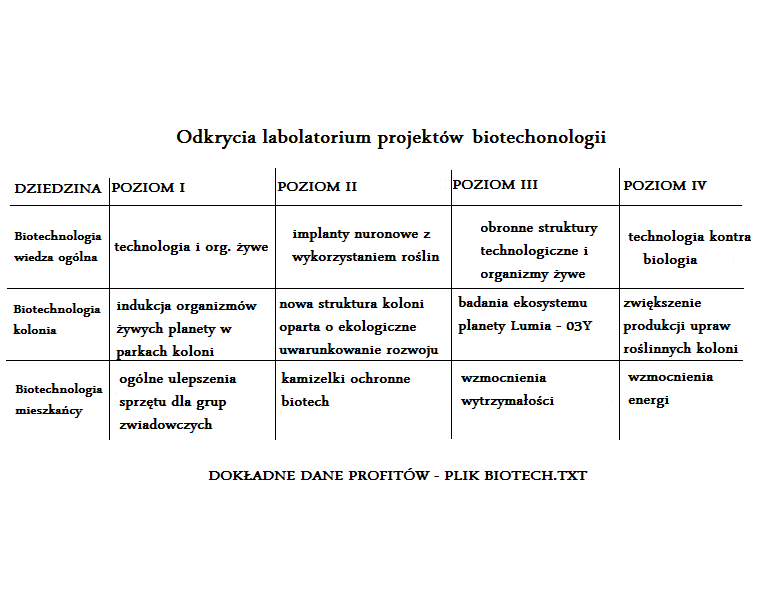 Odkrycia labolatorium projektów biotechonologii
DZIEDZINA POZIOM I POZIOM II POZIOM III POZIOM IV
Biotechnologia
wiedza ogólna
technologia i org. żywe
implanty nuronowe z
wykorzystaniem roślin
obronne struktury
technologiczne i
organizmy żywe
technologia kontra
biologia
Biotechnologia
kolonia
indukcja organizmów
żywych planety w
parkach koloni
nowa struktura koloni
oparta o ekologiczne
uwarunkowanie rozwoju
badania ekosystemu
planety Lumia - 03Y
zwiększenie
produkcji upraw
roślinnych koloni
Biotechnologia
mieszkańcy
ogólne ulepszenia
sprzętu dla grup
zwiadowczych
kamizelki ochronne
biotech
wzmocnienia
wytrzymałości
wzmocnienia
energi
DOKŁADNE DANE PROFITÓW - PLIK BIOTECH.TXT